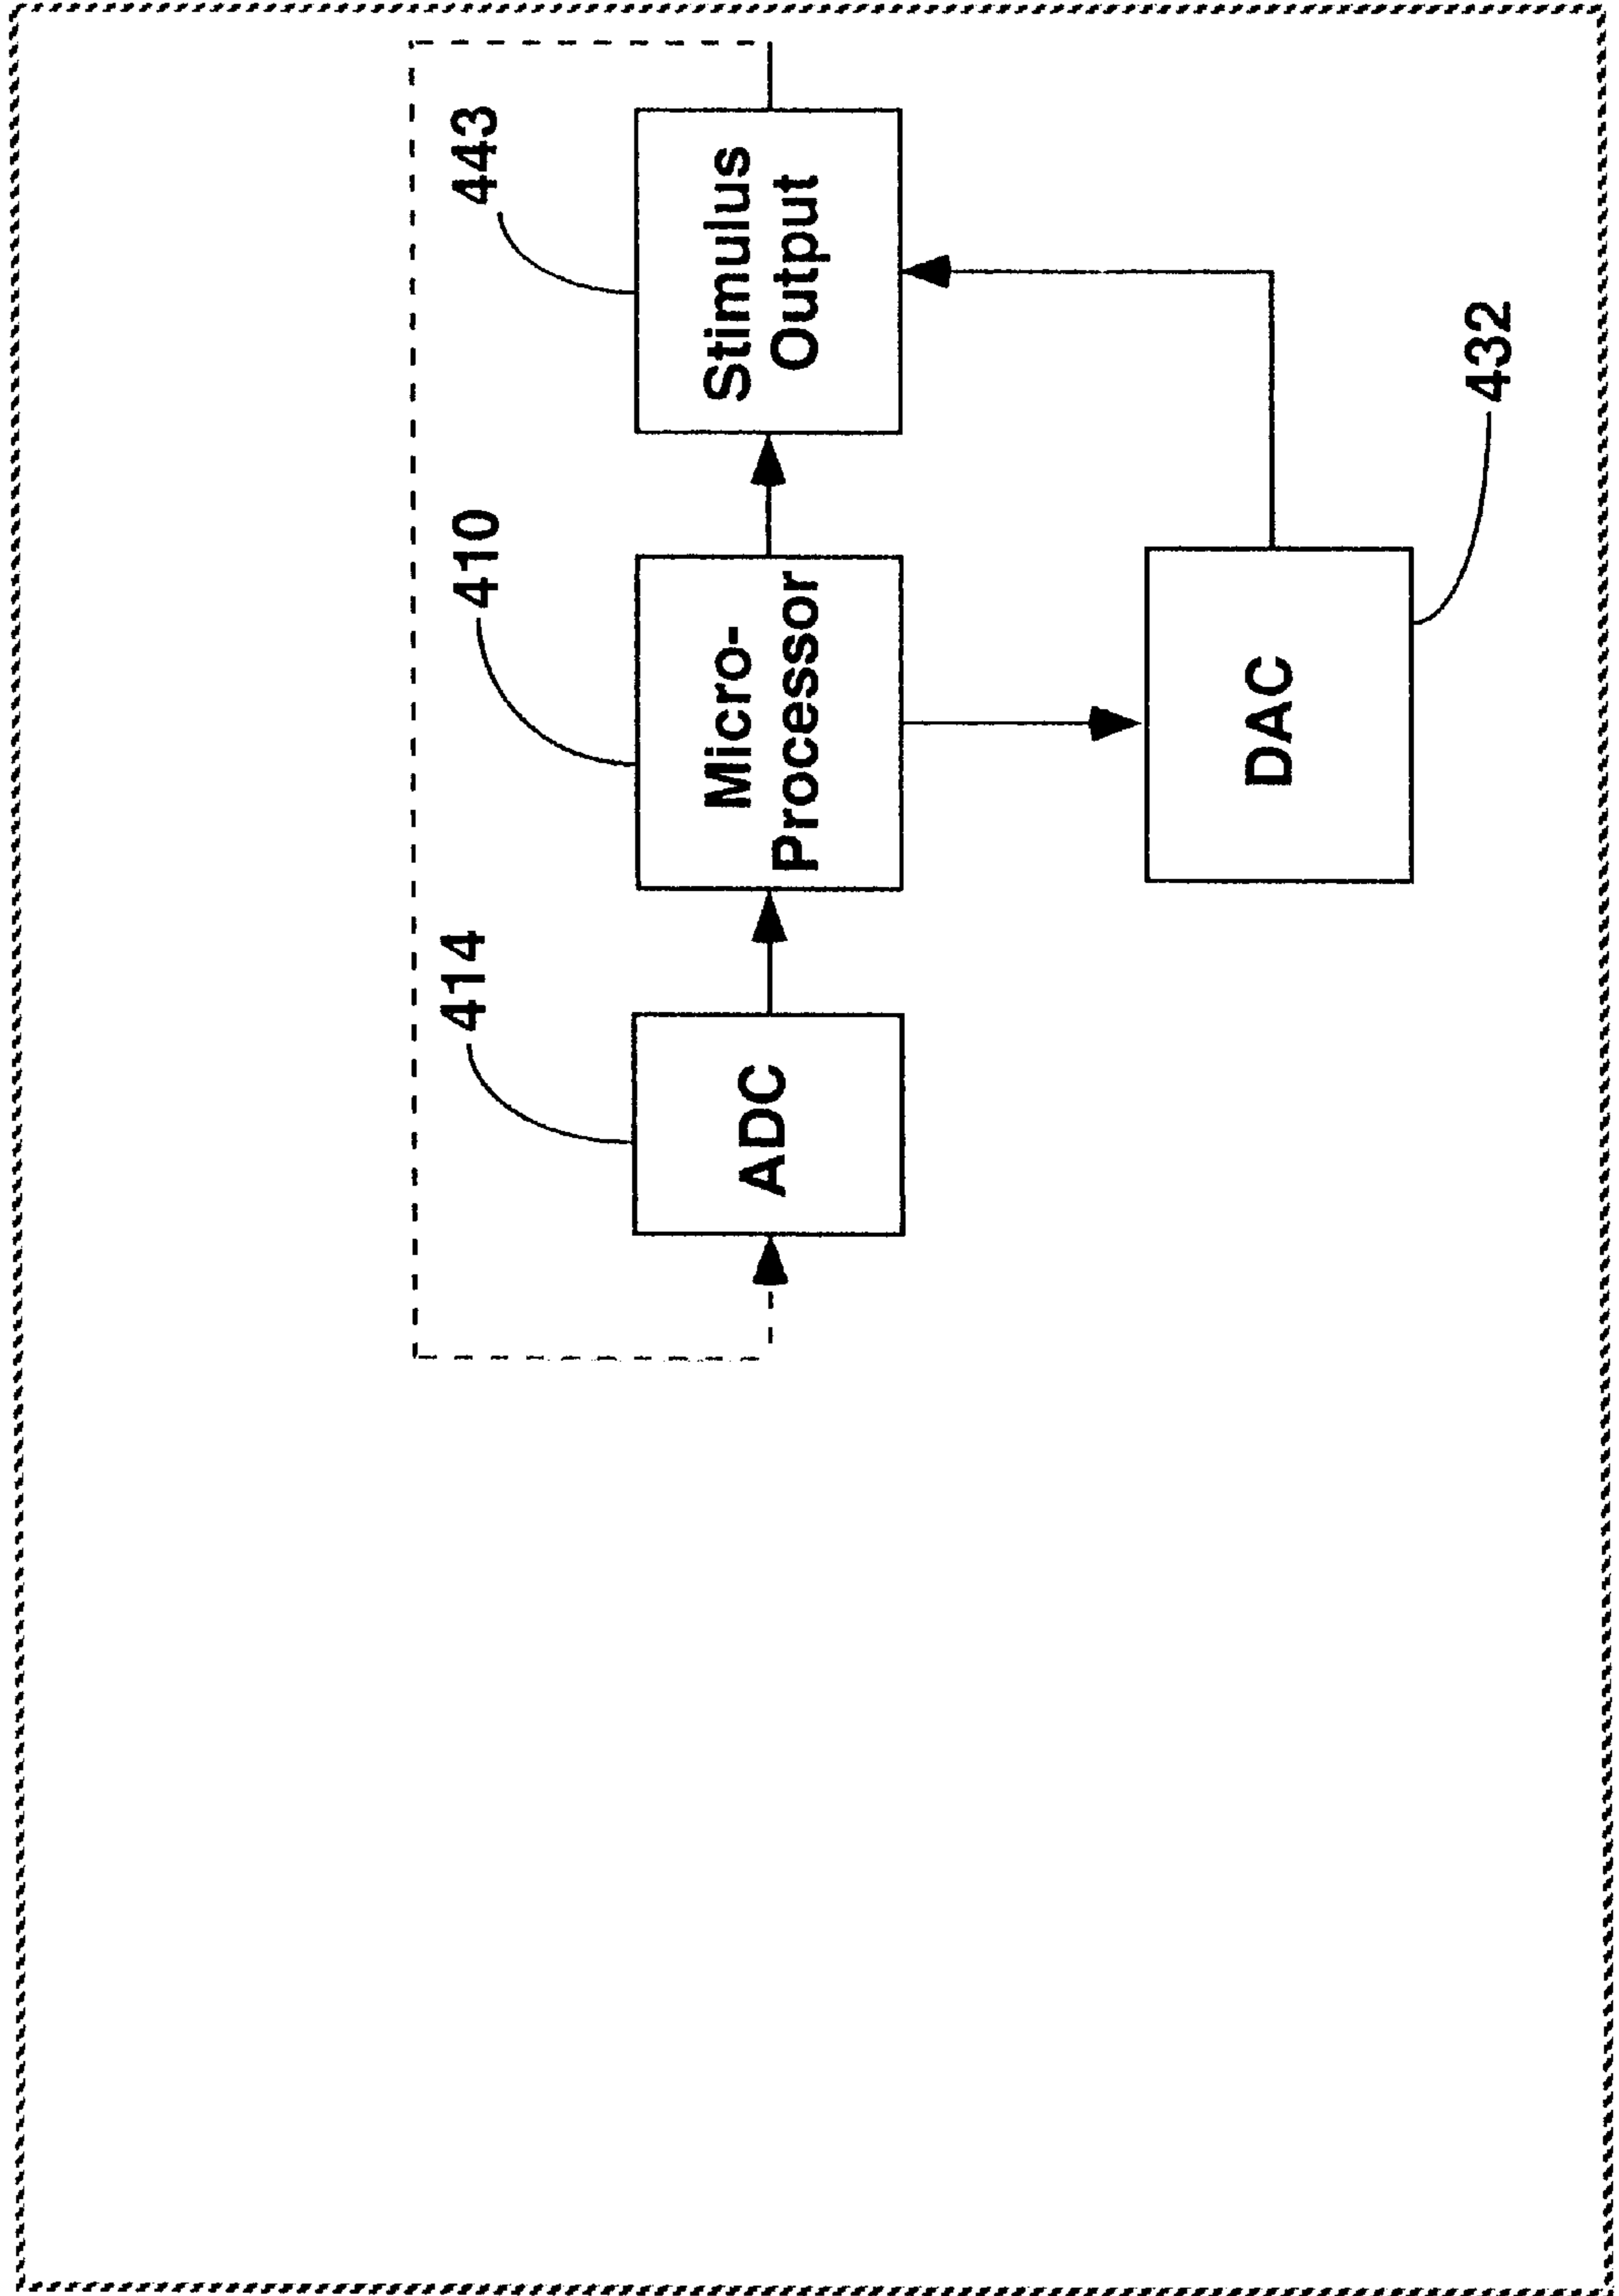 414
410
443
ADC
Micro-
Processor
Stimulus
Output
DAC
432